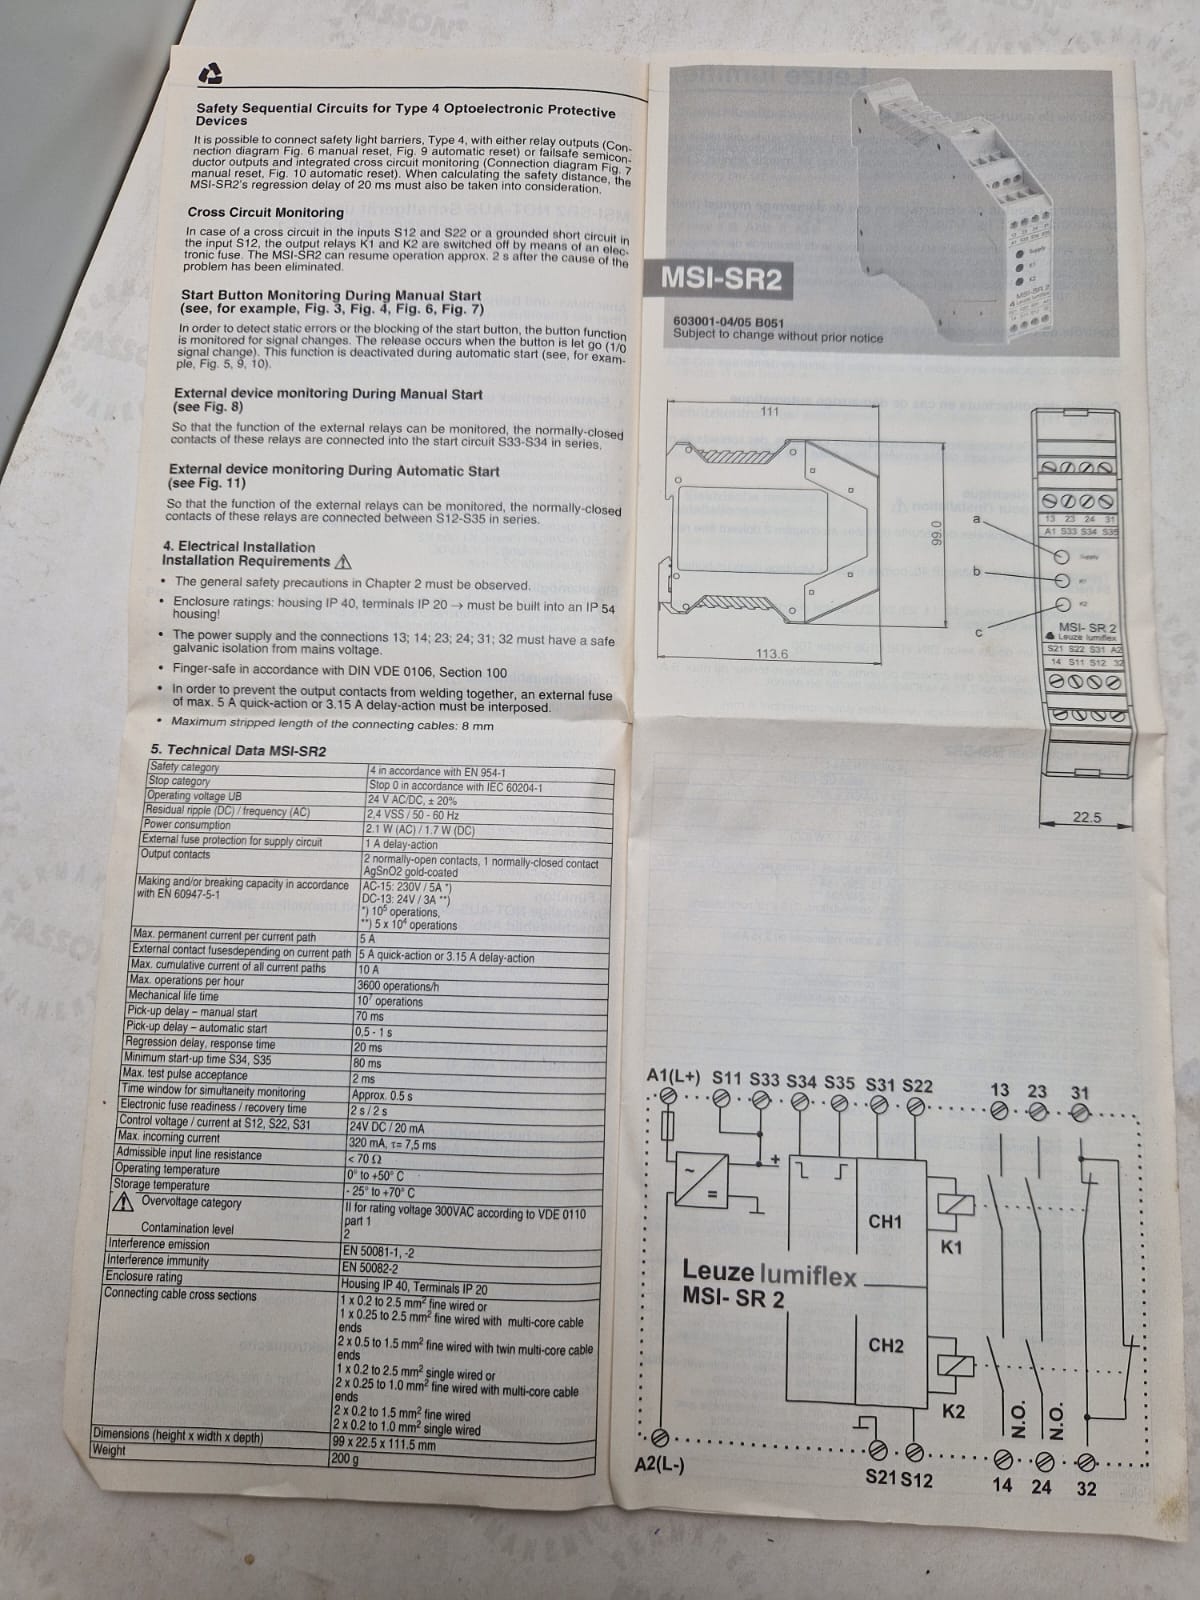 Safety Sequential Circuits for Type 4 Optoelectronic Protective
Devices
It is possible to connect safety light barriers, Type 4, with either relay outputs (Con-
nection diagram Fig. 6 manual reset, Fig. 9 automatic reset) or failsafe semicon-
ductor outputs and integrated cross circuit monitoring (Connection diagram Fig. 7
manual reset, Fig. 10 automatic reset). When calculating the safety distance, the
MSI-SR2's regression delay of 20 ms must also be taken into consideration.
Cross Circuit Monitoring
In case of a cross circuit in the inputs S12 and S22 or a grounded short circuit in
the input S12, the output relays K1 and K2 are switched off by means of an elec-
tronic fuse. The MSI-SR2 can resume operation approx. 2 s after the cause of the
problem has been eliminated.
Start Button Monitoring During Manual Start
(see, for example, Fig. 3, Fig. 4, Fig. 6, Fig. 7)
In order to detect static errors or the blocking of the start button, the button function
is monitored for signal changes. The release occurs when the button is let go (1/0
signal change). This function is deactivated during automatic start (see, for exam-
ple, Fig. 5, 9, 10).
External device monitoring During Manual Start
(see Fig. 8)
So that the function of the external relays can be monitored, the normally-closed
contacts of these relays are connected into the start circuit S33-S34 in series.
External device monitoring During Automatic Start
(see Fig. 11)
So that the function of the external relays can be monitored, the normally-closed
contacts of these relays are connected between S12-S35 in series.
4. Electrical Installation
Installation Requirements ⚠
• The general safety precautions in Chapter 2 must be observed.
• Enclosure ratings: housing IP 40, terminals IP 20 → must be built into an IP 54
housing!
• The power supply and the connections 13; 14; 23; 24; 31; 32 must have a safe
galvanic isolation from mains voltage.
• Finger-safe in accordance with DIN VDE 0106, Section 100
• In order to prevent the output contacts from welding together, an external fuse
of max. 5 A quick-action or 3.15 A delay-action must be interposed.
• Maximum stripped length of the connecting cables: 8 mm
5. Technical Data MSI-SR2
Safety category 4 in accordance with EN 954-1
Stop category Stop 0 in accordance with IEC 60204-1
Operating voltage UB 24 V AC/DC, ± 20%
Residual ripple (DC) / frequency (AC) 2,4 VSS / 50 - 60 Hz
Power consumption 2.1 W (AC) / 1.7 W (DC)
External fuse protection for supply circuit 1 A delay-action
Output contacts 2 normally-open contacts, 1 normally-closed contact
AgSnO2 gold-coated
Making and/or breaking capacity in accordance AC-15: 230V / 5A *)
with EN 60947-5-1 DC-13: 24V / 3A **)
*) 10⁵ operations,
**) 5 x 10⁴ operations
Max. permanent current per current path 5 A
External contact fusesdepending on current path 5 A quick-action or 3.15 A delay-action
Max. cumulative current of all current paths 10 A
Max. operations per hour 3600 operations/h
Mechanical life time 10⁷ operations
Pick-up delay – manual start 70 ms
Pick-up delay – automatic start 0,5 - 1 s
Regression delay, response time 20 ms
Minimum start-up time S34, S35 80 ms
Max. test pulse acceptance 2 ms
Time window for simultaneity monitoring Approx. 0.5 s
Electronic fuse readiness / recovery time 2 s / 2 s
Control voltage / current at S12, S22, S31 24V DC / 20 mA
Max. incoming current 320 mA, τ= 7,5 ms
Admissible input line resistance < 70 Ω
Operating temperature 0° to +50° C
Storage temperature - 25° to +70° C
⚠ Overvoltage category II for rating voltage 300VAC according to VDE 0110
part 1
Contamination level 2
Interference emission EN 50081-1, -2
Interference immunity EN 50082-2
Enclosure rating Housing IP 40, Terminals IP 20
Connecting cable cross sections 1 x 0.2 to 2.5 mm² fine wired or
1 x 0.25 to 2.5 mm² fine wired with multi-core cable
ends
2 x 0.5 to 1.5 mm² fine wired with twin multi-core cable
ends
1 x 0.2 to 2.5 mm² single wired or
2 x 0.25 to 1.0 mm² fine wired with multi-core cable
ends
2 x 0.2 to 1.5 mm² fine wired
2 x 0.2 to 1.0 mm² single wired
Dimensions (height x width x depth) 99 x 22.5 x 111.5 mm
Weight 200 g
MSI-SR2
603001-04/05 B051
Subject to change without prior notice
Supply
K1
K2
MSI-SR 2
Leuze lumiflex
111
99.0
113.6
13 23 24 31
A1 S33 S34 S35
a
Supply
b
K1
c
K2
MSI- SR 2
Leuze lumiflex
S21 S22 S31 A2
14 S11 S12 32
22.5
A1(L+) S11 S33 S34 S35 S31 S22 13 23 31
+
~
=
CH1
K1
Leuze lumiflex
MSI- SR 2
CH2
K2
N.O.
N.O.
A2(L-)
S21 S12 14 24 32